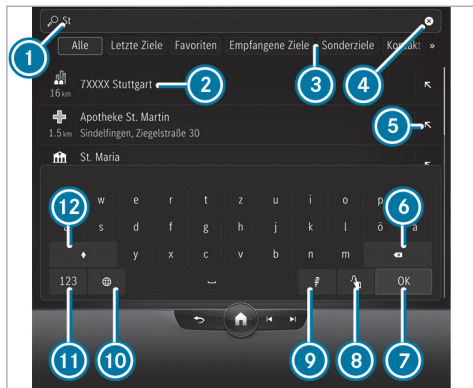 St
Alle Letzte Ziele Favoriten Empfangene Ziele Sonderziele Kontakt »
7XXXX Stuttgart
16 km
Apotheke St. Martin
1.5 km Sindelfingen, Ziegelstraße 30
St. Maria
w e r t z u i o p
a s d f g h j k l ö ä
y x c v b n m
123 OK
1
2
3
4
5
6
7
8
9
10
11
12